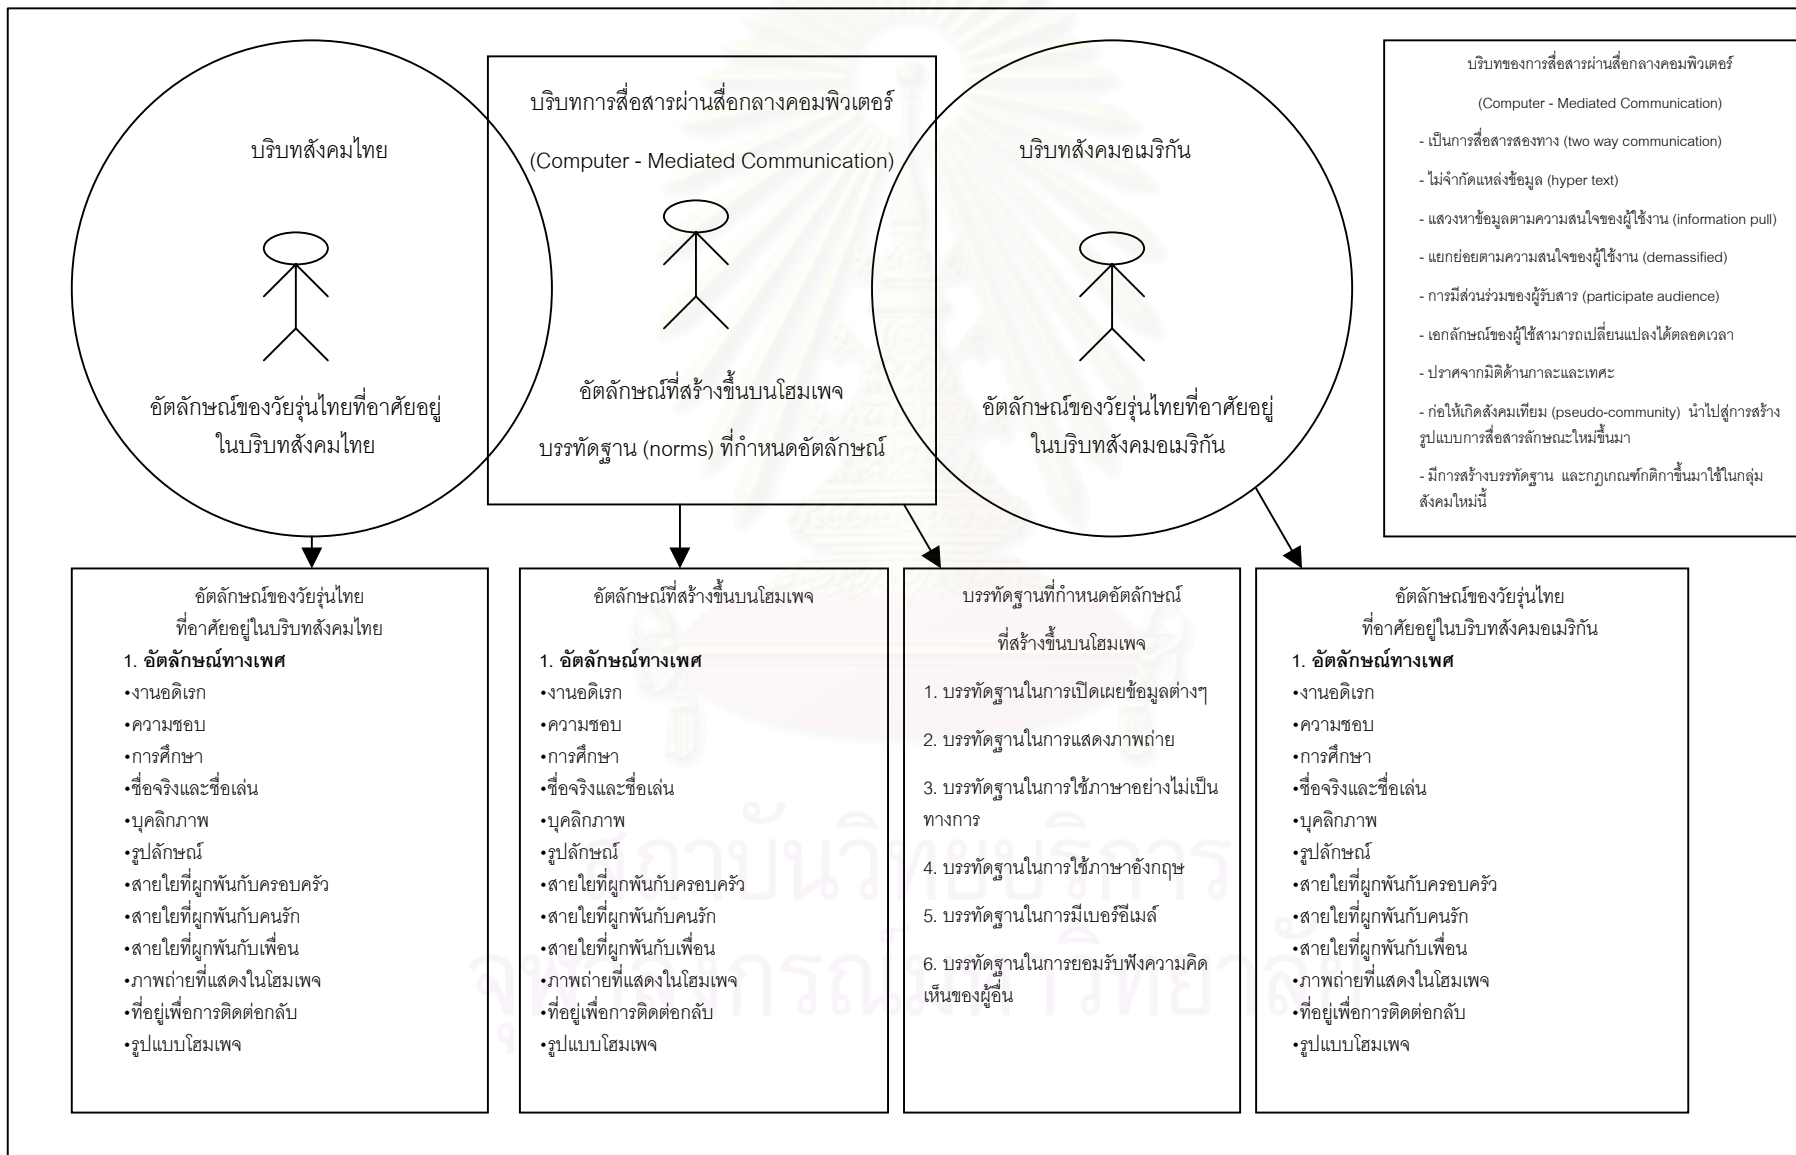 บริบทสังคมไทย
อัตลักษณ์ของวัยรุ่นไทยที่อาศัยอยู่
ในบริบทสังคมไทย
บริบทการสื่อสารผ่านสื่อกลางคอมพิวเตอร์
(Computer - Mediated Communication)
อัตลักษณ์ที่สร้างขึ้นบนโฮมเพจ
บรรทัดฐาน (norms) ที่กำหนดอัตลักษณ์
บริบทสังคมอเมริกัน
อัตลักษณ์ของวัยรุ่นไทยที่อาศัยอยู่
ในบริบทสังคมอเมริกัน
บริบทของการสื่อสารผ่านสื่อกลางคอมพิวเตอร์
(Computer - Mediated Communication)
- เป็นการสื่อสารสองทาง (two way communication)
- ไม่จำกัดแหล่งข้อมูล (hyper text)
- แสวงหาข้อมูลตามความสนใจของผู้ใช้งาน (information pull)
- แยกย่อยตามความสนใจของผู้ใช้งาน (demassified)
- การมีส่วนร่วมของผู้รับสาร (participate audience)
- เอกลักษณ์ของผู้ใช้สามารถเปลี่ยนแปลงได้ตลอดเวลา
- ปราศจากมิติด้านกาละและเทศะ
- ก่อให้เกิดสังคมเทียม (pseudo-community) นำไปสู่การสร้าง
รูปแบบการสื่อสารลักษณะใหม่ขึ้นมา
- มีการสร้างบรรทัดฐาน และกฎเกณฑ์กติกาขึ้นมาใช้ในกลุ่ม
สังคมใหม่นี้
อัตลักษณ์ของวัยรุ่นไทย
ที่อาศัยอยู่ในบริบทสังคมไทย
1. อัตลักษณ์ทางเพศ
•งานอดิเรก
•ความชอบ
•การศึกษา
•ชื่อจริงและชื่อเล่น
•บุคลิกภาพ
•รูปลักษณ์
•สายใยที่ผูกพันกับครอบครัว
•สายใยที่ผูกพันกับคนรัก
•สายใยที่ผูกพันกับเพื่อน
•ภาพถ่ายที่แสดงในโฮมเพจ
•ที่อยู่เพื่อการติดต่อกลับ
•รูปแบบโฮมเพจ
อัตลักษณ์ที่สร้างขึ้นบนโฮมเพจ
1. อัตลักษณ์ทางเพศ
•งานอดิเรก
•ความชอบ
•การศึกษา
•ชื่อจริงและชื่อเล่น
•บุคลิกภาพ
•รูปลักษณ์
•สายใยที่ผูกพันกับครอบครัว
•สายใยที่ผูกพันกับคนรัก
•สายใยที่ผูกพันกับเพื่อน
•ภาพถ่ายที่แสดงในโฮมเพจ
•ที่อยู่เพื่อการติดต่อกลับ
•รูปแบบโฮมเพจ
บรรทัดฐานที่กำหนดอัตลักษณ์
ที่สร้างขึ้นบนโฮมเพจ
1. บรรทัดฐานในการเปิดเผยข้อมูลต่างๆ
2. บรรทัดฐานในการแสดงภาพถ่าย
3. บรรทัดฐานในการใช้ภาษาอย่างไม่เป็น
ทางการ
4. บรรทัดฐานในการใช้ภาษาอังกฤษ
5. บรรทัดฐานในการมีเบอร์อีเมล์
6. บรรทัดฐานในการยอมรับฟังความคิด
เห็นของผู้อื่น
อัตลักษณ์ของวัยรุ่นไทย
ที่อาศัยอยู่ในบริบทสังคมอเมริกัน
1. อัตลักษณ์ทางเพศ
•งานอดิเรก
•ความชอบ
•การศึกษา
•ชื่อจริงและชื่อเล่น
•บุคลิกภาพ
•รูปลักษณ์
•สายใยที่ผูกพันกับครอบครัว
•สายใยที่ผูกพันกับคนรัก
•สายใยที่ผูกพันกับเพื่อน
•ภาพถ่ายที่แสดงในโฮมเพจ
•ที่อยู่เพื่อการติดต่อกลับ
•รูปแบบโฮมเพจ
สถาบันวิทยบริการ
จุฬาลงกรณ์มหาวิทยาลัย